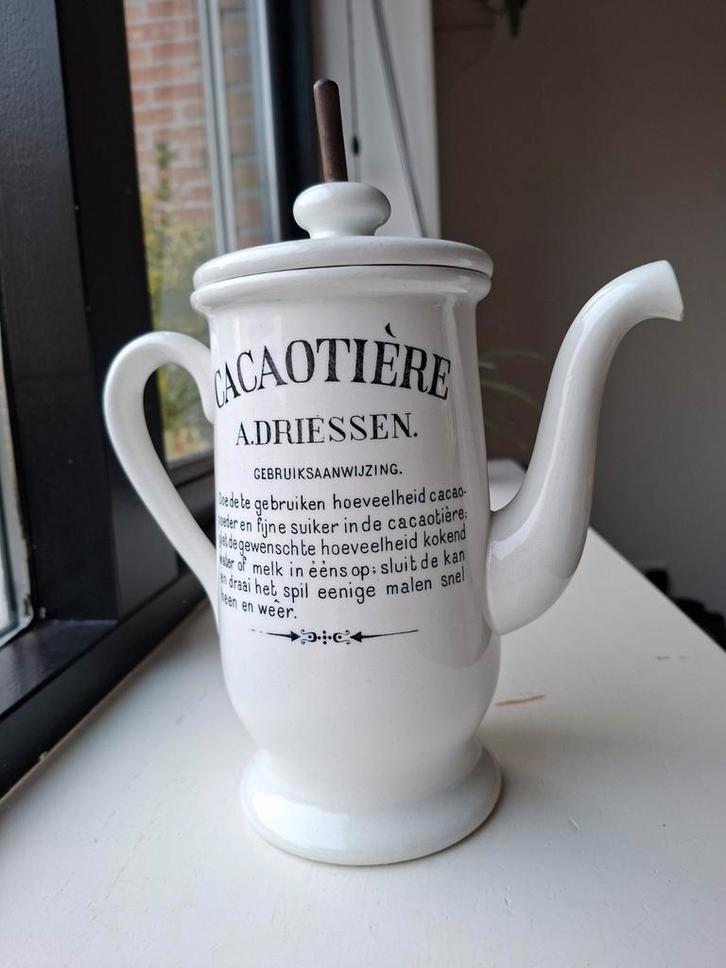 CACAOTIÈRE
A.DRIESSEN.
GEBRUIKSAANWIJZING.
Doe de te gebruiken hoeveelheid cacao-
poeder en fijne suiker in de cacaotière;
giet de gewenschte hoeveelheid kokend
water of melk in ééns op; sluit de kan
en draai het spil eenige malen snel
heen en wêer.